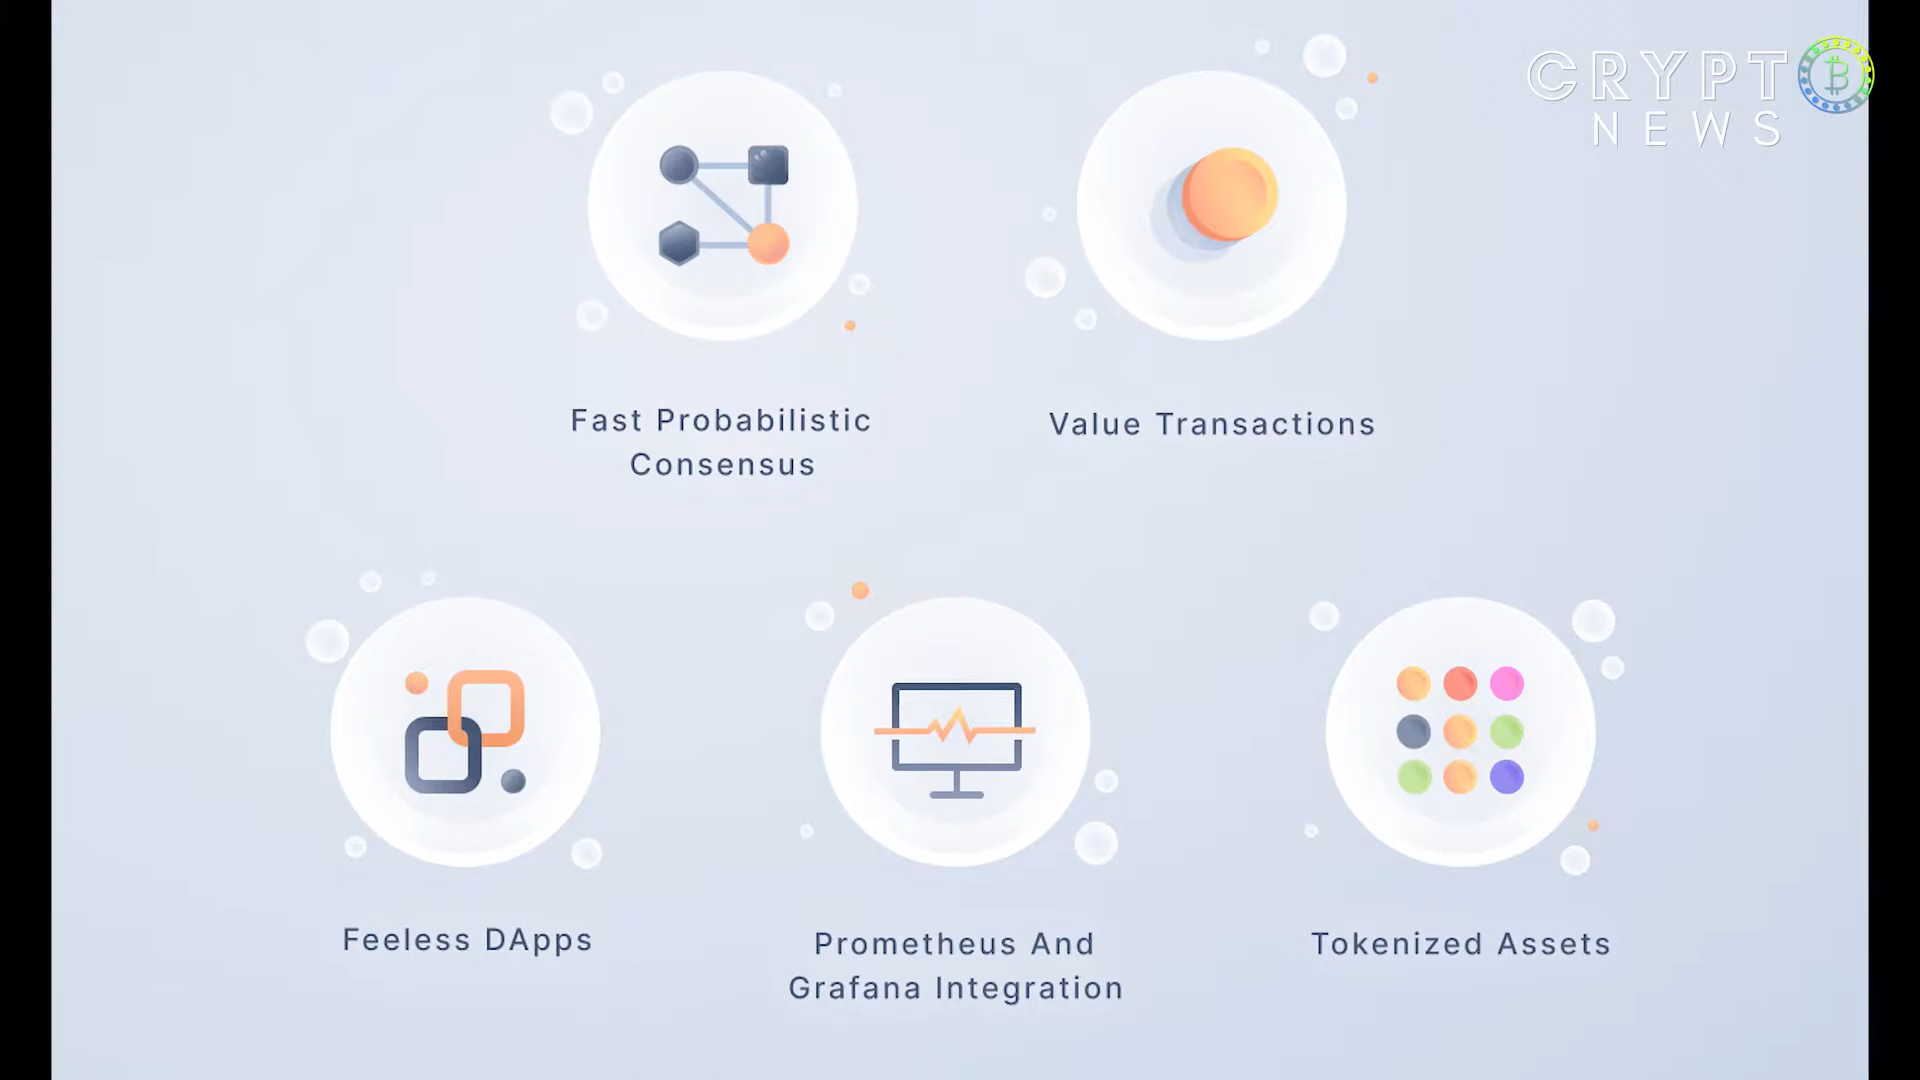 CRYPTO
NEWS
Fast Probabilistic
Consensus
Value Transactions
Feeless DApps
Prometheus And
Grafana Integration
Tokenized Assets